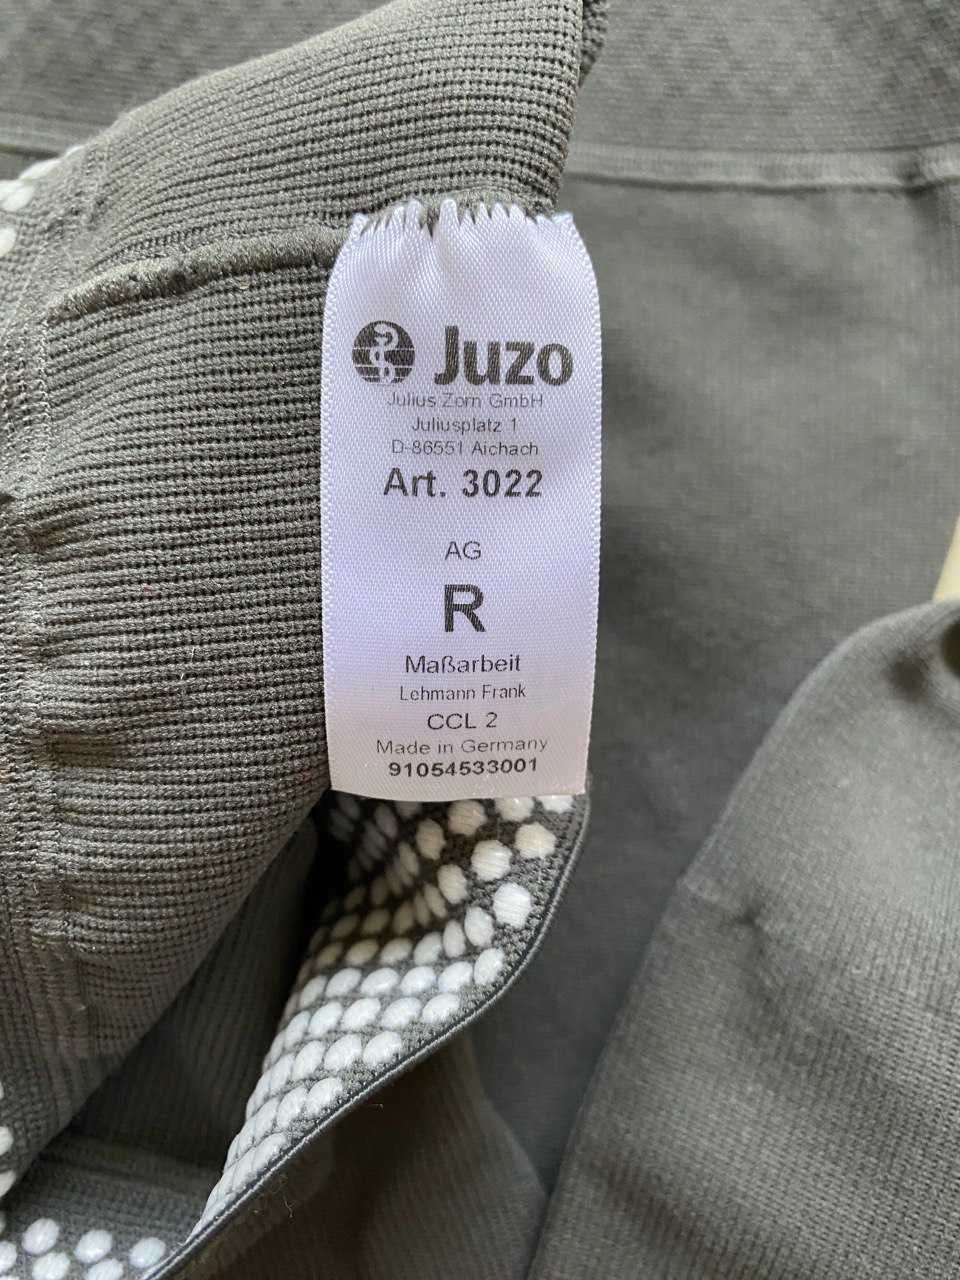 Juzo
Julius Zorn GmbH
Juliusplatz 1
D-86551 Aichach
Art. 3022
AG
R
Maßarbeit
Lehmann Frank
CCL 2
Made in Germany
91054533001